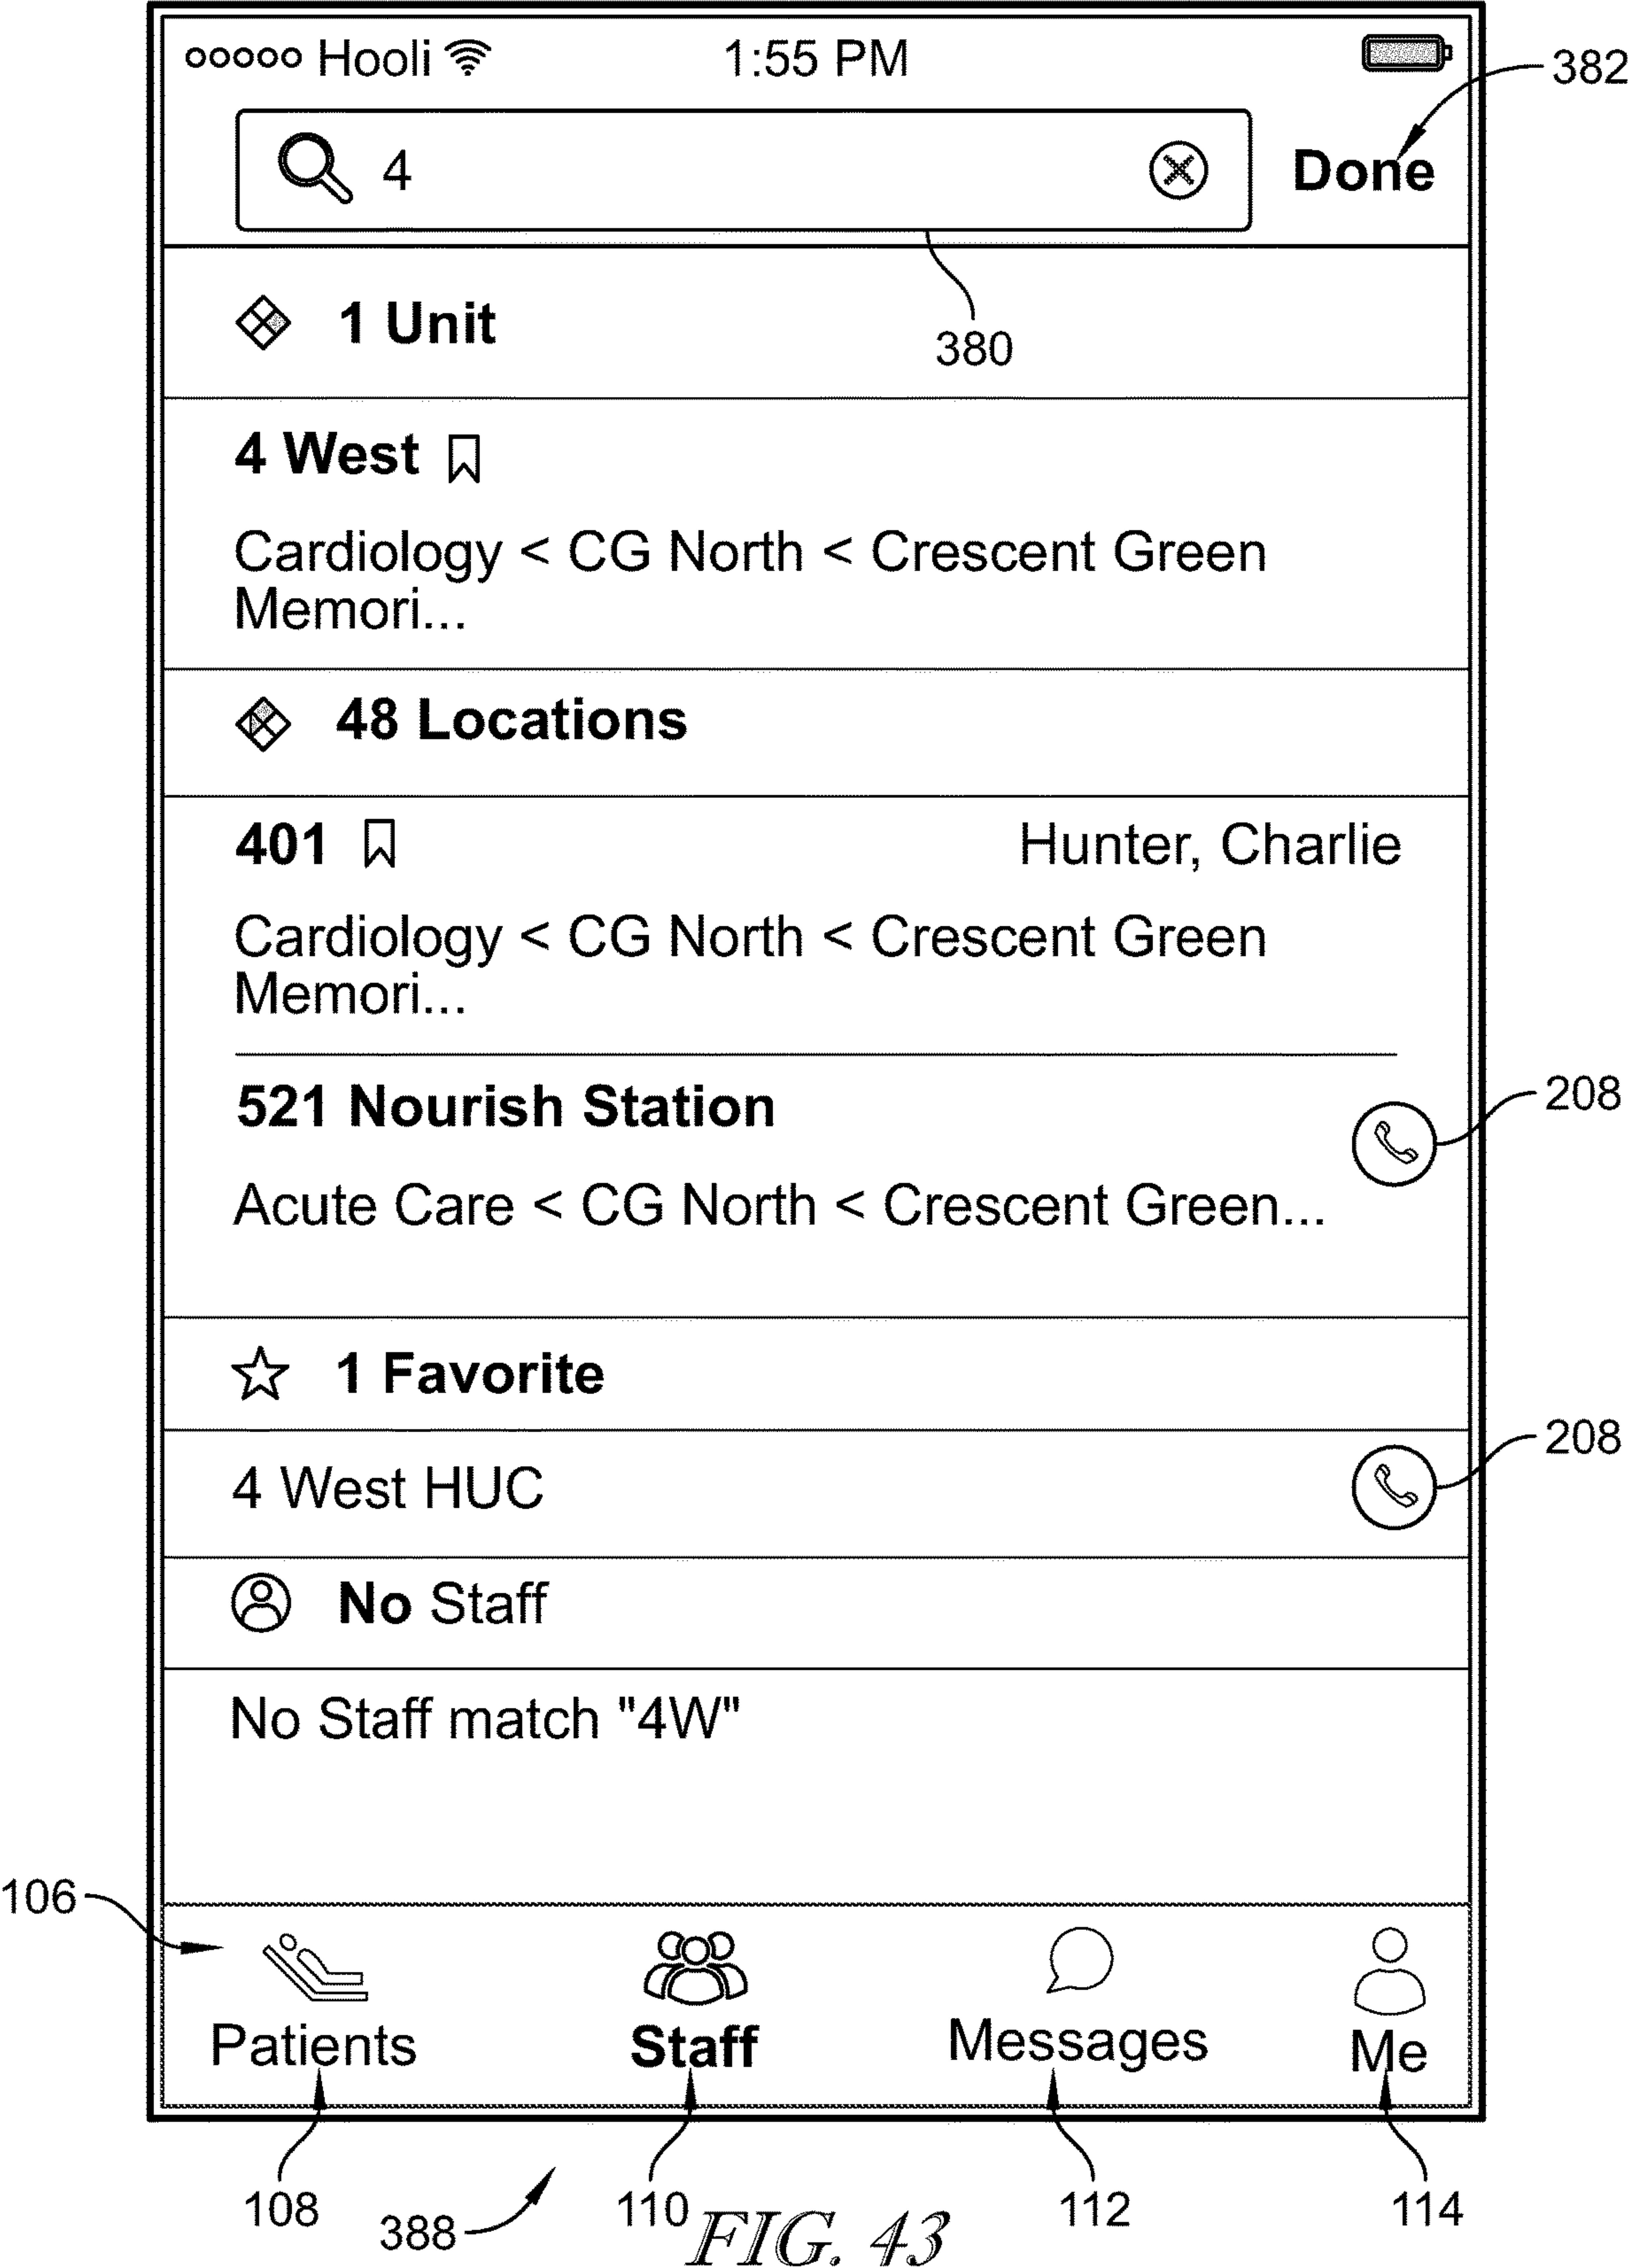 ooooo Hooli 1:55 PM
382
4 Done
1 Unit
380
4 West
Cardiology < CG North < Crescent Green
Memori...
48 Locations
401 Hunter, Charlie
Cardiology < CG North < Crescent Green
Memori...
521 Nourish Station
208
Acute Care < CG North < Crescent Green...
1 Favorite
208
4 West HUC
No Staff
No Staff match "4W"
106
Patients Staff Messages Me
108 388 110 112 114
FIG. 43